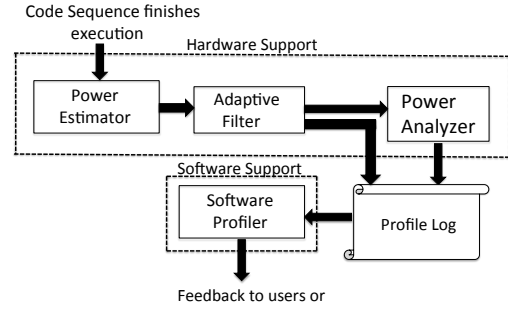 Code Sequence finishes
execution
Hardware Support
Power
Estimator
Adaptive
Filter
Power
Analyzer
Software Support
Software
Profiler
Profile Log
Feedback to users or